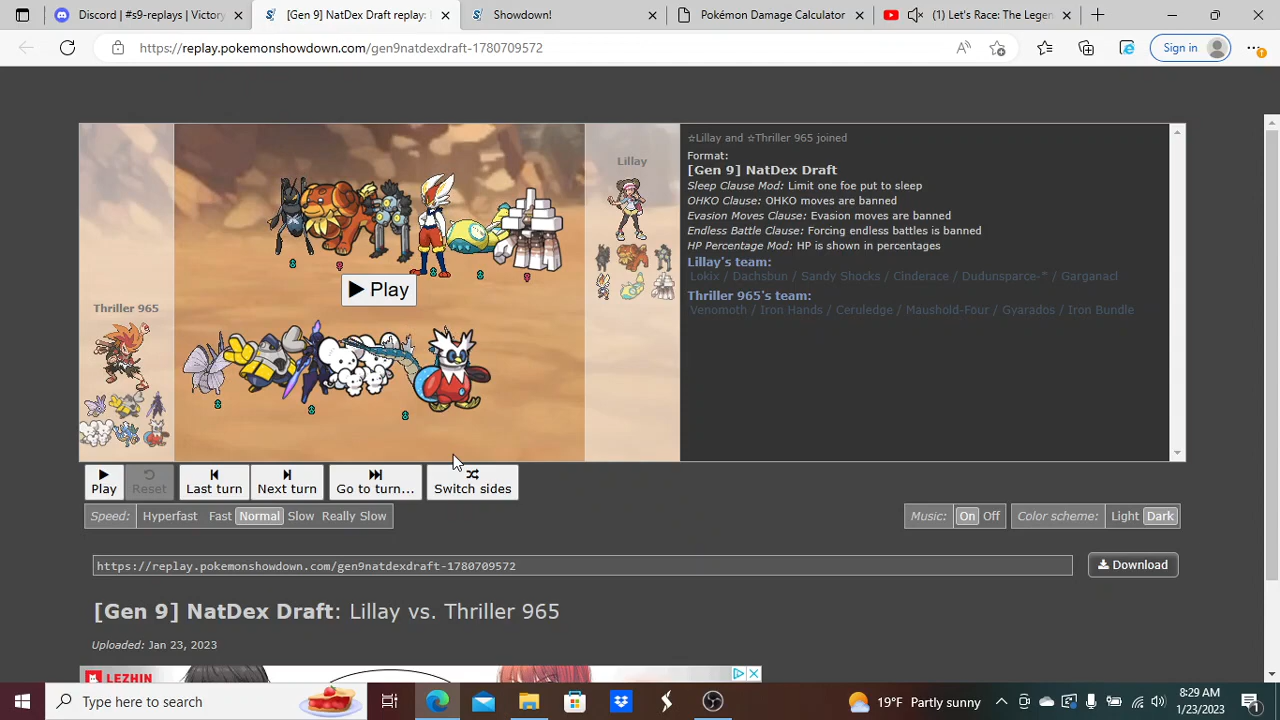 Discord | #s9-replays | Victory
[Gen 9] NatDex Draft replay:
Showdown!
Pokémon Damage Calculator
(1) Let's Race: The Legen
https://replay.pokemonshowdown.com/gen9natdexdraft-1780709572
Sign in
☆Lillay and ☆Thriller 965 joined
Format:
[Gen 9] NatDex Draft
Sleep Clause Mod: Limit one foe put to sleep
OHKO Clause: OHKO moves are banned
Evasion Moves Clause: Evasion moves are banned
Endless Battle Clause: Forcing endless battles is banned
HP Percentage Mod: HP is shown in percentages
Lillay's team:
Lokix / Dachsbun / Sandy Shocks / Cinderace / Dudunsparce-* / Garganacl
Thriller 965's team:
Venomoth / Iron Hands / Ceruledge / Maushold-Four / Gyarados / Iron Bundle
Lillay
Thriller 965
Play
Play
Reset
Last turn
Next turn
Go to turn...
Switch sides
Speed: Hyperfast Fast Normal Slow Really Slow
Music: On Off
Color scheme: Light Dark
https://replay.pokemonshowdown.com/gen9natdexdraft-1780709572
Download
[Gen 9] NatDex Draft: Lillay vs. Thriller 965
Uploaded: Jan 23, 2023
LEZHIN
Type here to search
19°F Partly sunny
8:29 AM
1/23/2023
1